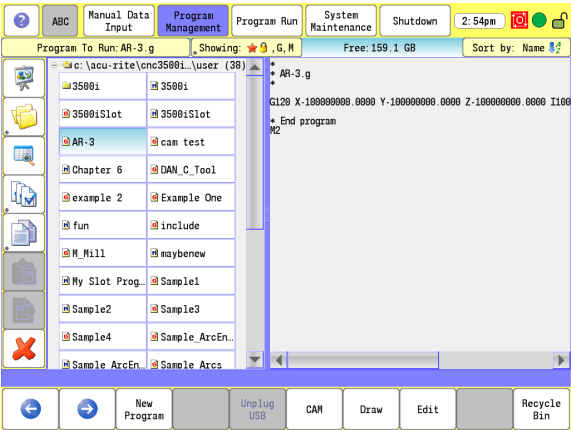 ?
ABC
Manual Data
Input
Program
Management
Program Run
System
Maintenance
Shutdown
2:54pm
Program To Run:AR-3.g
Showing: , G, M
Free:159.1 GB
Sort by: Name
c: \acu-rite\cnc3500i…\user (38)
3500i
M 3500i
G 3500iSlot
M 3500iSlot
G AR-3
G cam test
M Chapter 6
G DAN_C_Tool
G example 2
G Example One
M fun
G include
G M_Mill
M maybenew
M My Slot Prog…
G Sample1
M Sample2
G Sample3
G Sample4
M Sample_ArcEn…
M Sample ArcEn…
G Sample Arcs
*
* AR-3.g
*
G120 X-100000000.0000 Y-100000000.0000 Z-100000000.0000 I100
* End program
M2
New
Program
Unplug
USB
CAM
Draw
Edit
Recycle
Bin